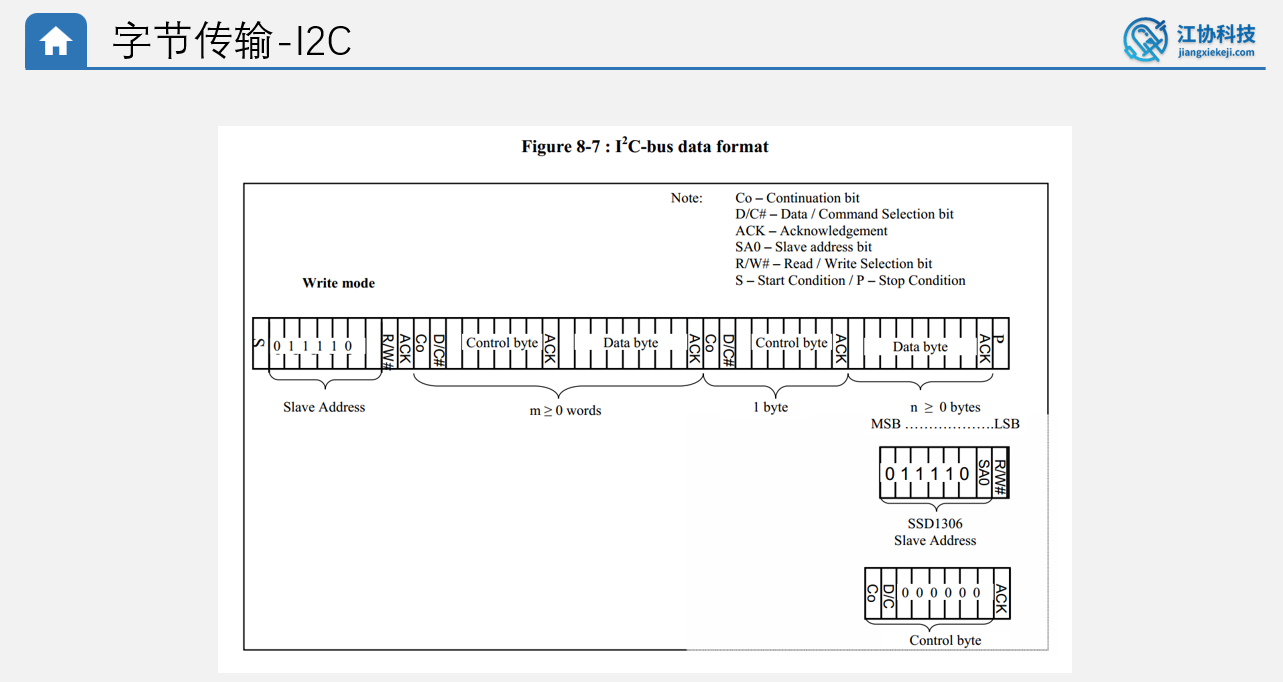 字节传输-I2C
江协科技
jiangxiekeji.com
Figure 8-7 : I²C-bus data format
Note: Co – Continuation bit
D/C# – Data / Command Selection bit
ACK – Acknowledgement
SA0 – Slave address bit
R/W# – Read / Write Selection bit
S – Start Condition / P – Stop Condition
Write mode
S 0 1 1 1 1 0 R/W# ACK Co D/C# Control byte ACK Data byte ACK Co D/C# Control byte ACK Data byte ACK P
Slave Address m ≥ 0 words 1 byte n ≥ 0 bytes
MSB ………………….LSB
0 1 1 1 1 0 SA0 R/W#
SSD1306
Slave Address
Co D/C 0 0 0 0 0 0 ACK
Control byte